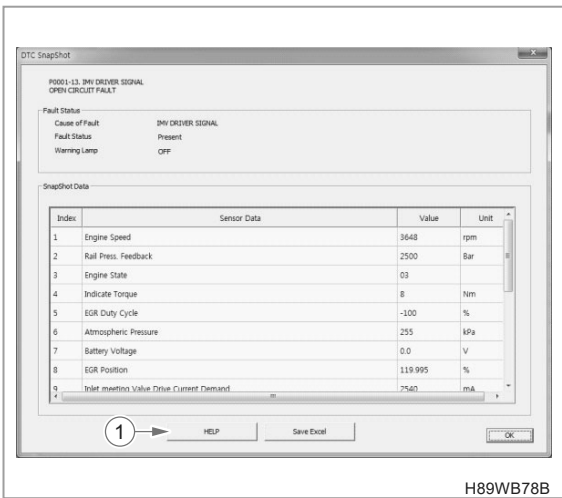 DTC SnapShot
P0001-13. IMV DRIVER SIGNAL
OPEN CIRCUIT FAULT
Fault Status
Cause of Fault IMV DRIVER SIGNAL
Fault Status Present
Warning Lamp OFF
SnapShot Data
Index Sensor Data Value Unit
1 Engine Speed 3648 rpm
2 Rail Press. Feedback 2500 Bar
3 Engine State 03
4 Indicate Torque 8 Nm
5 EGR Duty Cycle -100 %
6 Atmospheric Pressure 255 kPa
7 Battery Voltage 0.0 V
8 EGR Position 119.995 %
9 Inlet meeting Valve Drive Current Demand 2540 mA
1 HELP Save Excel OK
H89WB78B